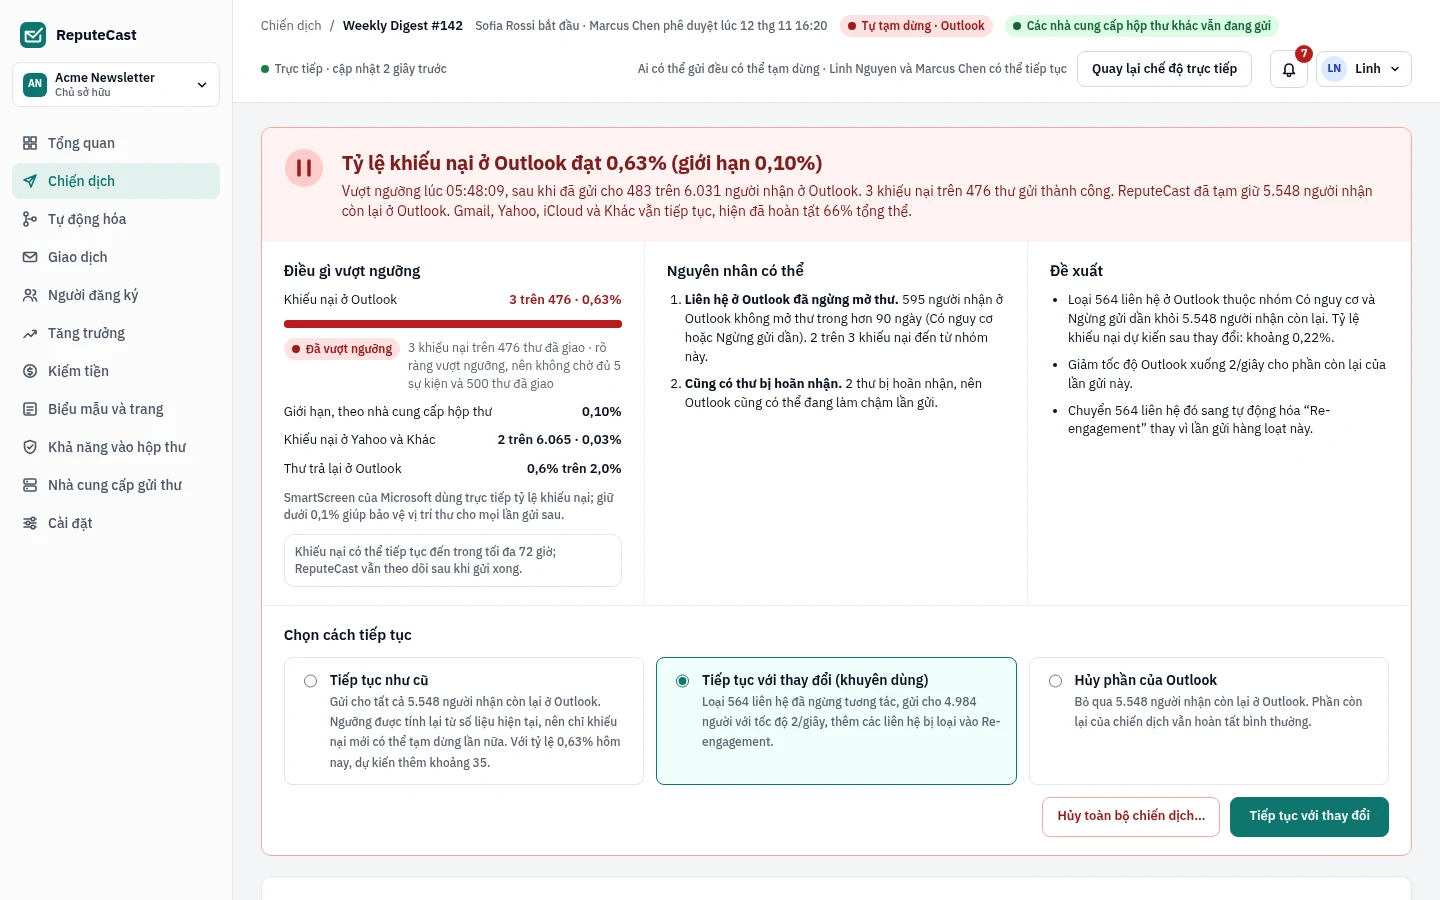 ReputeCast
AN
Acme Newsletter
Chủ sở hữu
Tổng quan
Chiến dịch
Tự động hóa
Giao dịch
Người đăng ký
Tăng trưởng
Kiếm tiền
Biểu mẫu và trang
Khả năng vào hộp thư
Nhà cung cấp gửi thư
Cài đặt
Chiến dịch / Weekly Digest #142 Sofia Rossi bắt đầu · Marcus Chen phê duyệt lúc 12 thg 11 16:20 Tự tạm dừng · Outlook Các nhà cung cấp hộp thư khác vẫn đang gửi
Trực tiếp · cập nhật 2 giây trước Ai có thể gửi đều có thể tạm dừng · Linh Nguyen và Marcus Chen có thể tiếp tục Quay lại chế độ trực tiếp 7 LN Linh
Tỷ lệ khiếu nại ở Outlook đạt 0,63% (giới hạn 0,10%)
Vượt ngưỡng lúc 05:48:09, sau khi đã gửi cho 483 trên 6.031 người nhận ở Outlook. 3 khiếu nại trên 476 thư gửi thành công. ReputeCast đã tạm giữ 5.548 người nhận
còn lại ở Outlook. Gmail, Yahoo, iCloud và Khác vẫn tiếp tục, hiện đã hoàn tất 66% tổng thể.
Điều gì vượt ngưỡng
Khiếu nại ở Outlook 3 trên 476 · 0,63%
Đã vượt ngưỡng
3 khiếu nại trên 476 thư đã giao · rõ
ràng vượt ngưỡng, nên không chờ đủ 5
sự kiện và 500 thư đã giao
Giới hạn, theo nhà cung cấp hộp thư 0,10%
Khiếu nại ở Yahoo và Khác 2 trên 6.065 · 0,03%
Thư trả lại ở Outlook 0,6% trên 2,0%
SmartScreen của Microsoft dùng trực tiếp tỷ lệ khiếu nại; giữ
dưới 0,1% giúp bảo vệ vị trí thư cho mọi lần gửi sau.
Khiếu nại có thể tiếp tục đến trong tối đa 72 giờ;
ReputeCast vẫn theo dõi sau khi gửi xong.
Nguyên nhân có thể
1. Liên hệ ở Outlook đã ngừng mở thư. 595 người nhận ở
Outlook không mở thư trong hơn 90 ngày (Có nguy cơ
hoặc Ngừng gửi dần). 2 trên 3 khiếu nại đến từ nhóm
này.
2. Cũng có thư bị hoãn nhận. 2 thư bị hoãn nhận, nên
Outlook cũng có thể đang làm chậm lần gửi.
Đề xuất
• Loại 564 liên hệ ở Outlook thuộc nhóm Có nguy cơ và
Ngừng gửi dần khỏi 5.548 người nhận còn lại. Tỷ lệ
khiếu nại dự kiến sau thay đổi: khoảng 0,22%.
• Giảm tốc độ Outlook xuống 2/giây cho phần còn lại của
lần gửi này.
• Chuyển 564 liên hệ đó sang tự động hóa “Re-
engagement” thay vì lần gửi hàng loạt này.
Chọn cách tiếp tục
Tiếp tục như cũ
Gửi cho tất cả 5.548 người nhận còn lại ở Outlook.
Ngưỡng được tính lại từ số liệu hiện tại, nên chỉ khiếu
nại mới có thể tạm dừng lần nữa. Với tỷ lệ 0,63% hôm
nay, dự kiến thêm khoảng 35.
Tiếp tục với thay đổi (khuyên dùng)
Loại 564 liên hệ đã ngừng tương tác, gửi cho 4.984
người với tốc độ 2/giây, thêm các liên hệ bị loại vào Re-
engagement.
Hủy phần của Outlook
Bỏ qua 5.548 người nhận còn lại ở Outlook. Phần còn
lại của chiến dịch vẫn hoàn tất bình thường.
Hủy toàn bộ chiến dịch... Tiếp tục với thay đổi